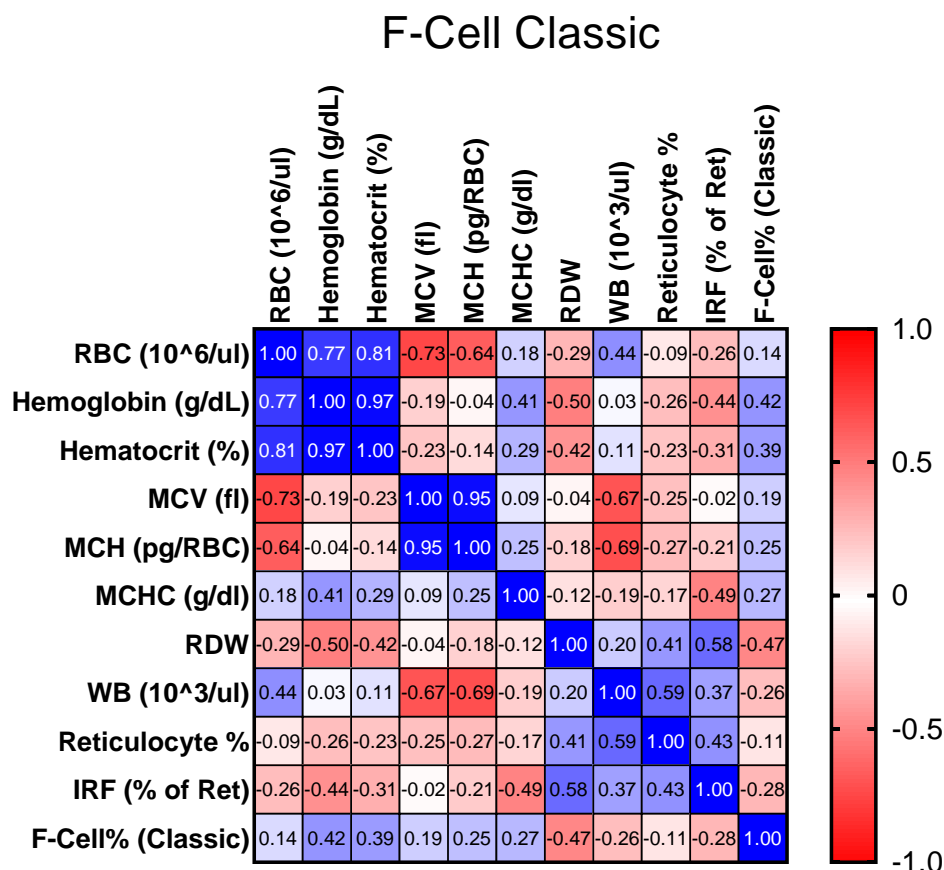 F-Cell Classic
RBC (10^6/ul) Hemoglobin (g/dL) Hematocrit (%) MCV (fl) MCH (pg/RBC) MCHC (g/dl) RDW WB (10^3/ul) Reticulocyte % IRF (% of Ret) F-Cell% (Classic)
RBC (10^6/ul) 1.00 0.77 0.81 -0.73 -0.64 0.18 -0.29 0.44 -0.09 -0.26 0.14
Hemoglobin (g/dL) 0.77 1.00 0.97 -0.19 -0.04 0.41 -0.50 0.03 -0.26 -0.44 0.42
Hematocrit (%) 0.81 0.97 1.00 -0.23 -0.14 0.29 -0.42 0.11 -0.23 -0.31 0.39
MCV (fl) -0.73 -0.19 -0.23 1.00 0.95 0.09 -0.04 -0.67 -0.25 -0.02 0.19
MCH (pg/RBC) -0.64 -0.04 -0.14 0.95 1.00 0.25 -0.18 -0.69 -0.27 -0.21 0.25
MCHC (g/dl) 0.18 0.41 0.29 0.09 0.25 1.00 -0.12 -0.19 -0.17 -0.49 0.27
RDW -0.29 -0.50 -0.42 -0.04 -0.18 -0.12 1.00 0.20 0.41 0.58 -0.47
WB (10^3/ul) 0.44 0.03 0.11 -0.67 -0.69 -0.19 0.20 1.00 0.59 0.37 -0.26
Reticulocyte % -0.09 -0.26 -0.23 -0.25 -0.27 -0.17 0.41 0.59 1.00 0.43 -0.11
IRF (% of Ret) -0.26 -0.44 -0.31 -0.02 -0.21 -0.49 0.58 0.37 0.43 1.00 -0.28
F-Cell% (Classic) 0.14 0.42 0.39 0.19 0.25 0.27 -0.47 -0.26 -0.11 -0.28 1.00
1.0
0.5
0
-0.5
-1.0